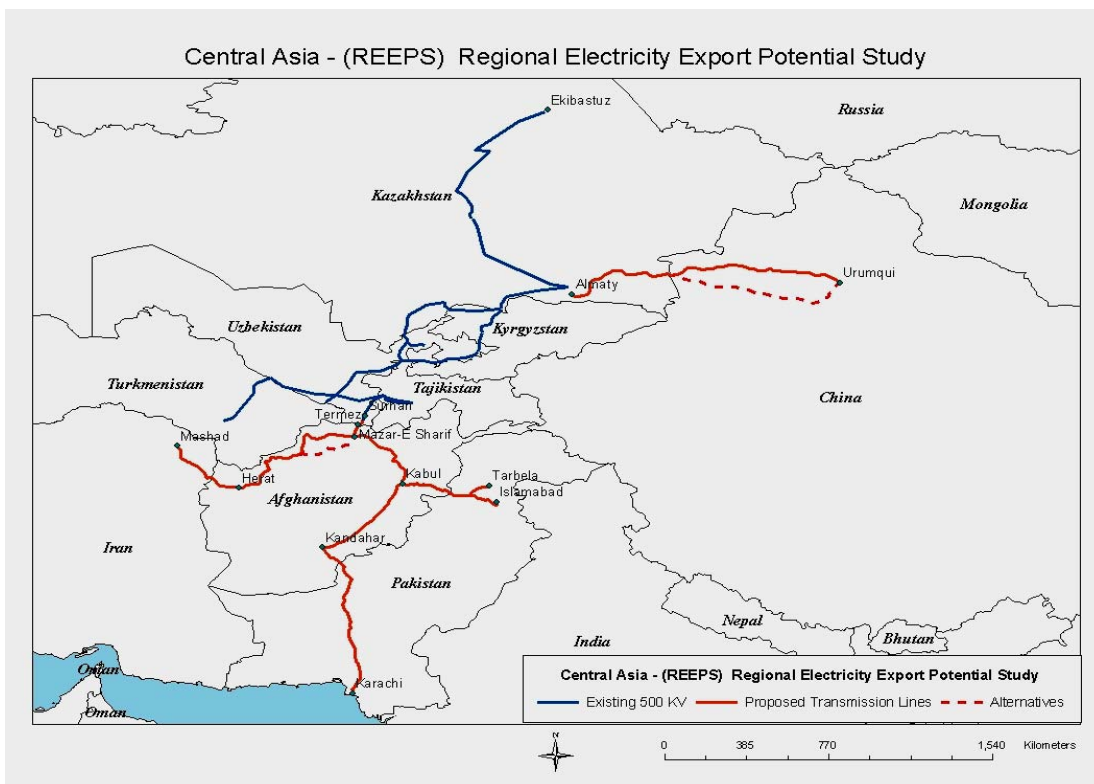 Central Asia - (REEPS) Regional Electricity Export Potential Study
Ekibastuz
Russia
Kazakhstan
Mongolia
Urumqui
Almaty
Uzbekistan
Kyrgyzstan
Turkmenistan
Tajikistan
China
Surhan
Termez
Mashad
Mazar-E Sharif
Herat
Kabul
Tarbela
Islamabad
Afghanistan
Kandahar
Iran
Pakistan
Nepal
Bhutan
India
Oman
Karachi
Oman
Central Asia - (REEPS) Regional Electricity Export Potential Study
Existing 500 KV Proposed Transmission Lines Alternatives
N
0 385 770 1,540 Kilometers